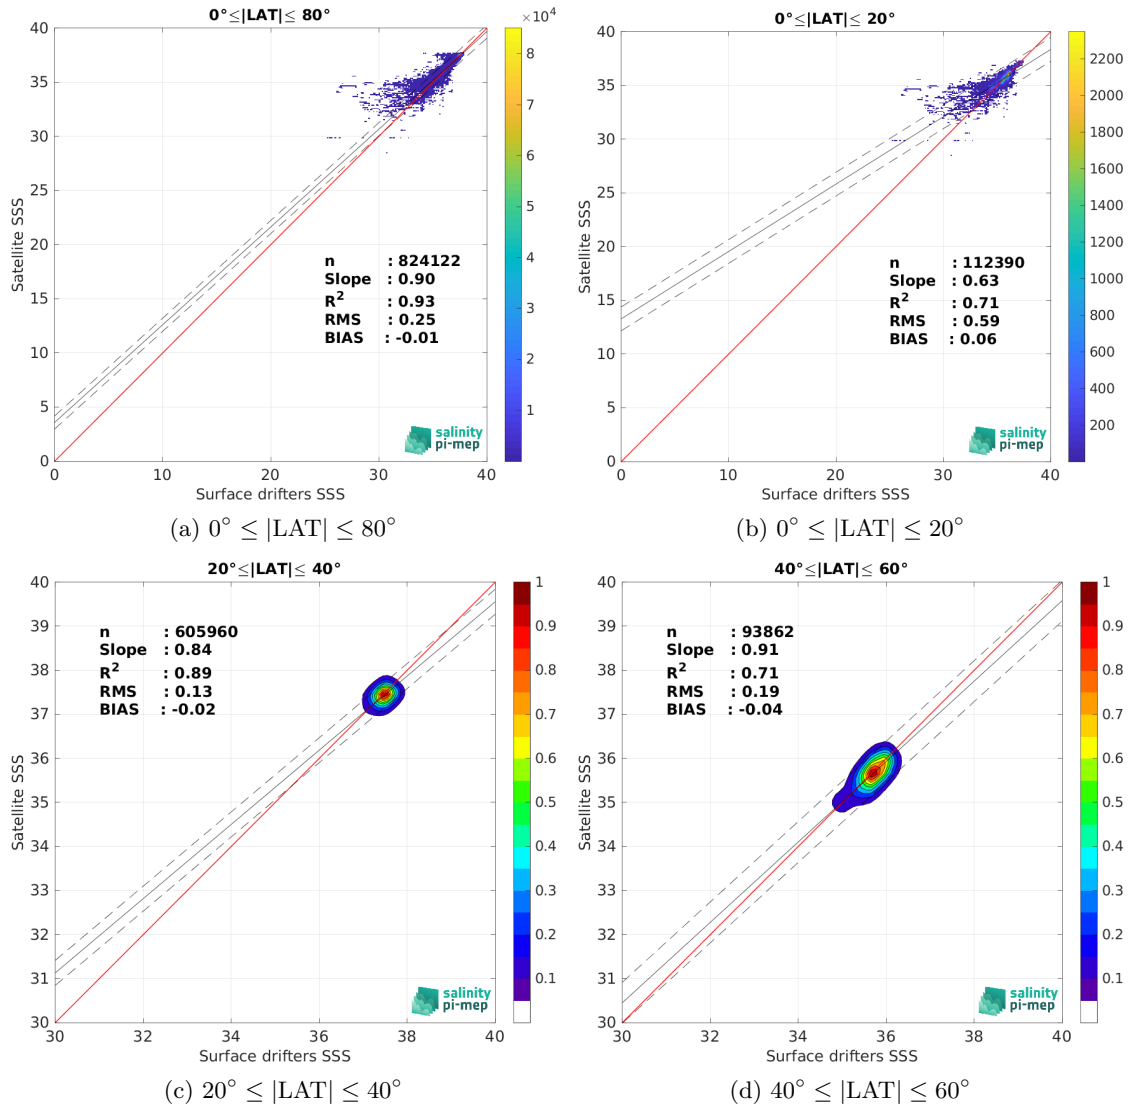 0°≤|LAT|≤ 80°
×10⁴
Satellite SSS
40
35
30
25
20
15
10
5
0
0
10
20
30
40
Surface drifters SSS
n : 824122
Slope : 0.90
R² : 0.93
RMS : 0.25
BIAS : -0.01
salinity
pi-mep
8
7
6
5
4
3
2
1
(a) 0° ≤ |LAT| ≤ 80°
0°≤|LAT|≤ 20°
Satellite SSS
40
35
30
25
20
15
10
5
0
0
10
20
30
40
Surface drifters SSS
n : 112390
Slope : 0.63
R² : 0.71
RMS : 0.59
BIAS : 0.06
salinity
pi-mep
2200
2000
1800
1600
1400
1200
1000
800
600
400
200
(b) 0° ≤ |LAT| ≤ 20°
20°≤|LAT|≤ 40°
Satellite SSS
40
39
38
37
36
35
34
33
32
31
30
30
32
34
36
38
40
Surface drifters SSS
n : 605960
Slope : 0.84
R² : 0.89
RMS : 0.13
BIAS : -0.02
salinity
pi-mep
1
0.9
0.8
0.7
0.6
0.5
0.4
0.3
0.2
0.1
(c) 20° ≤ |LAT| ≤ 40°
40°≤|LAT|≤ 60°
Satellite SSS
40
39
38
37
36
35
34
33
32
31
30
30
32
34
36
38
40
Surface drifters SSS
n : 93862
Slope : 0.91
R² : 0.71
RMS : 0.19
BIAS : -0.04
salinity
pi-mep
1
0.9
0.8
0.7
0.6
0.5
0.4
0.3
0.2
0.1
(d) 40° ≤ |LAT| ≤ 60°